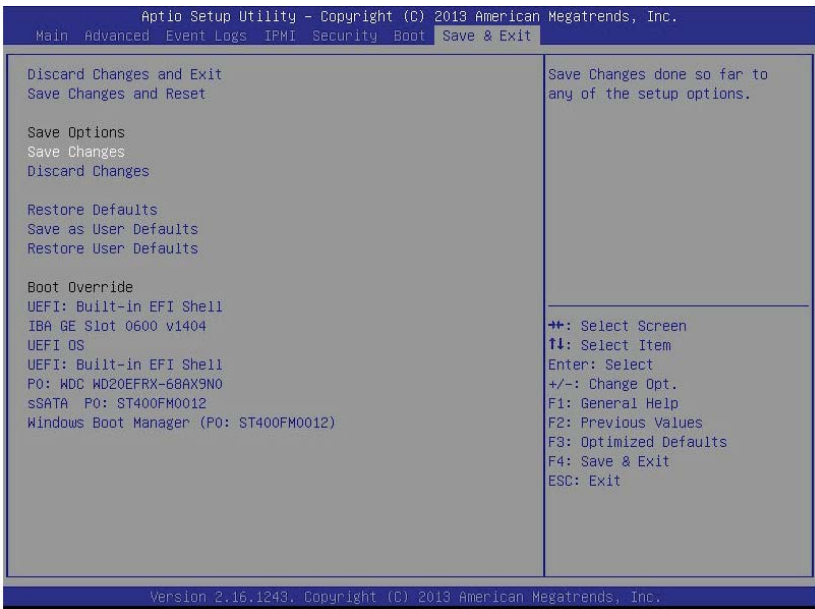 Aptio Setup Utility – Copyright (C) 2013 American Megatrends, Inc.
Main Advanced Event Logs IPMI Security Boot Save & Exit
Discard Changes and Exit
Save Changes and Reset
Save Options
Save Changes
Discard Changes
Restore Defaults
Save as User Defaults
Restore User Defaults
Boot Override
UEFI: Built-in EFI Shell
IBA GE Slot 0600 v1404
UEFI OS
UEFI: Built-in EFI Shell
P0: WDC WD20EFRX-68AX9N0
sSATA P0: ST400FM0012
Windows Boot Manager (P0: ST400FM0012)
Save Changes done so far to
any of the setup options.
→←: Select Screen
↑↓: Select Item
Enter: Select
+/-: Change Opt.
F1: General Help
F2: Previous Values
F3: Optimized Defaults
F4: Save & Exit
ESC: Exit
Version 2.16.1243. Copyright (C) 2013 American Megatrends, Inc.